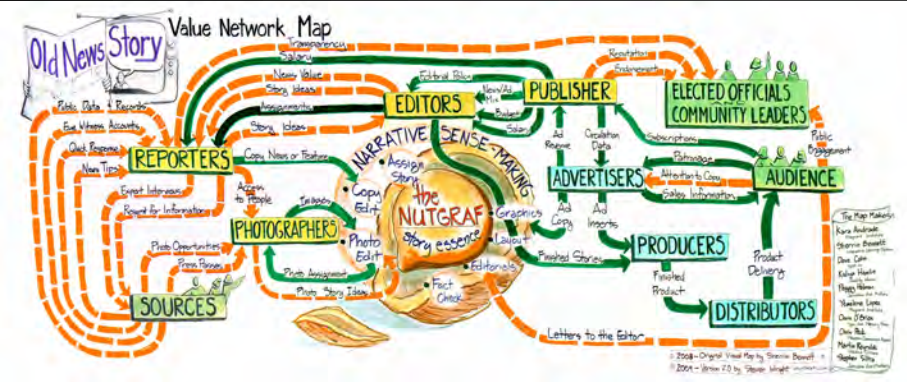 Old News Story
Value Network Map
Transparency
Salary
News Value
Story Ideas
Assignments
Story Ideas
Public Data & Records
Eye Witness Accounts
Quick Response
News Tips
REPORTERS
Copy News or Feature
Expert Interviews
Request for Information
Access
to
People
Images
PHOTOGRAPHERS
Photo Opportunities
Press Passes
Photo Assignment
Photo Story Ideas
SOURCES
EDITORS
Editorial Policy
News/Ad
Mix
Budget
Salary
PUBLISHER
Reputation
Endorsement
ELECTED OFFICIALS
COMMUNITY LEADERS
NARRATIVE SENSE-MAKING
• Assign
Story
• Copy
Edit
• Photo
Edit
the
NUTGRAF
story essence
Graphics
• Layout
• Editorials
• Fact
Check
Ad
Revenue
Circulation
Data
Subscriptions
Patronage
Attention to Copy
Sales Information
Public
Engagement
ADVERTISERS
AUDIENCE
Ad
Copy
Ad
Inserts
Finished Stories
PRODUCERS
Finished
Product
Product
Delivery
DISTRIBUTORS
Letters to the Editor
The Map Makers:
Kara Andrade
Sherrin Bennett
Dave Cohn
Peggy Holman
Yvette Lopez
Chris O'Brien
Chris Peck
Martin Reynolds
Stephen Silha
© 2008 - Original Visual Map by Sherrin Bennett
© 2009 - Version 2.0 by Steven Wright